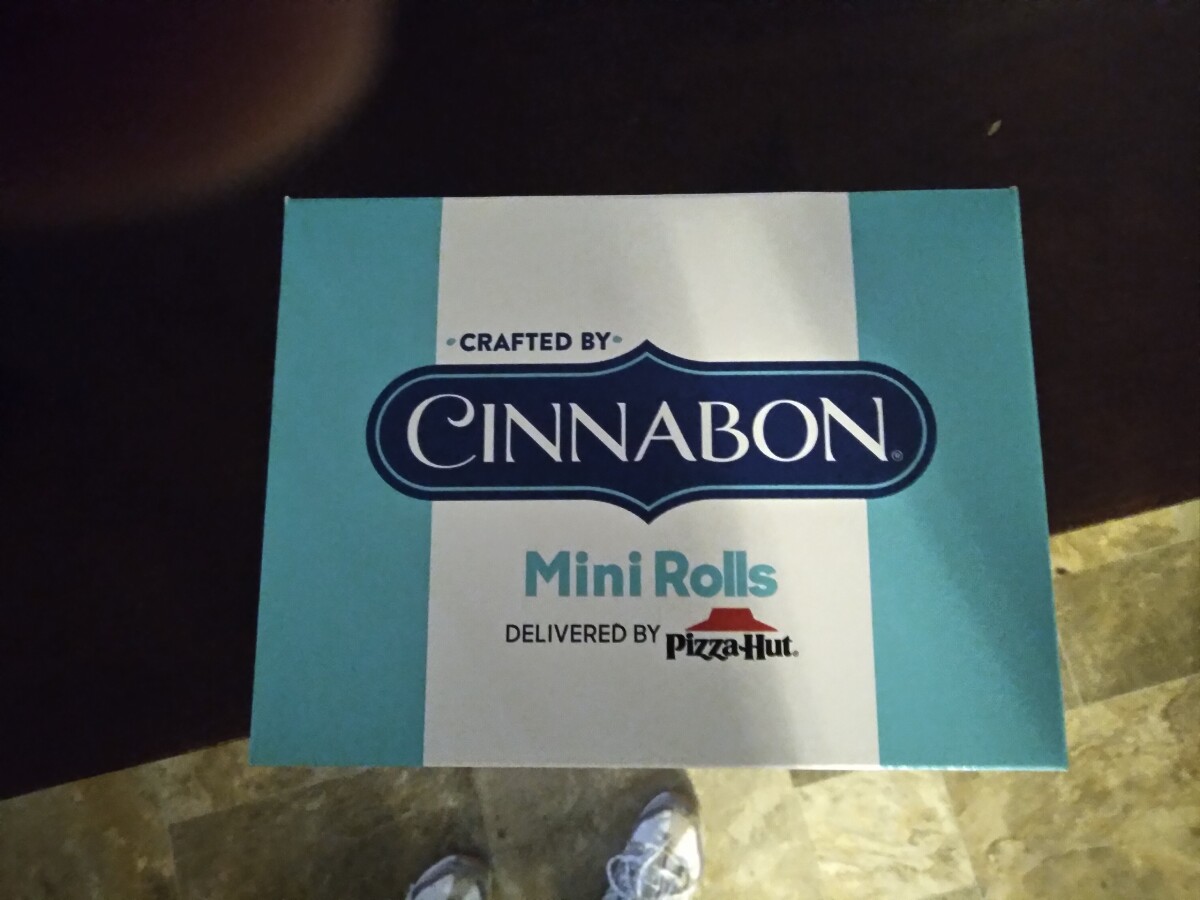 •CRAFTED BY•
CINNABON®
Mini Rolls
DELIVERED BY Pizza Hut®